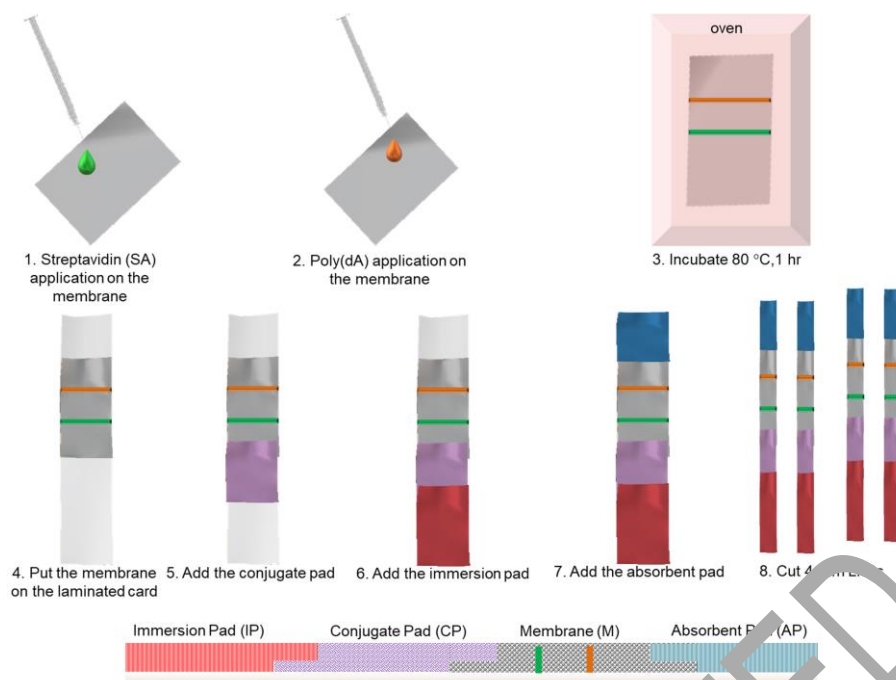 oven
1. Streptavidin (SA)
application on the
membrane
2. Poly(dA) application on
the membrane
3. Incubate 80 °C,1 hr
4. Put the membrane
on the laminated card
5. Add the conjugate pad
6. Add the immersion pad
7. Add the absorbent pad
8. Cut 4
Immersion Pad (IP)
Conjugate Pad (CP)
Membrane (M)
Absorbent (AP)
ED